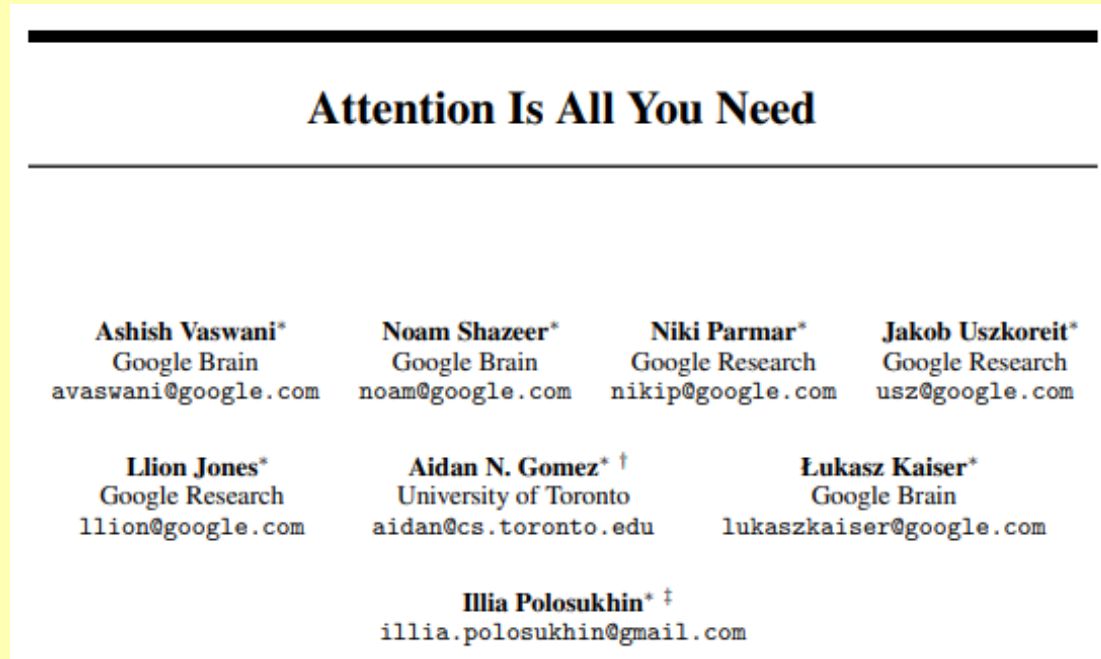 Attention Is All You Need
Ashish Vaswani* Noam Shazeer* Niki Parmar* Jakob Uszkoreit*
Google Brain Google Brain Google Research Google Research
avaswani@google.com noam@google.com nikip@google.com usz@google.com
Llion Jones* Aidan N. Gomez* † Łukasz Kaiser*
Google Research University of Toronto Google Brain
llion@google.com aidan@cs.toronto.edu lukaszkaiser@google.com
Illia Polosukhin* ‡
illia.polosukhin@gmail.com